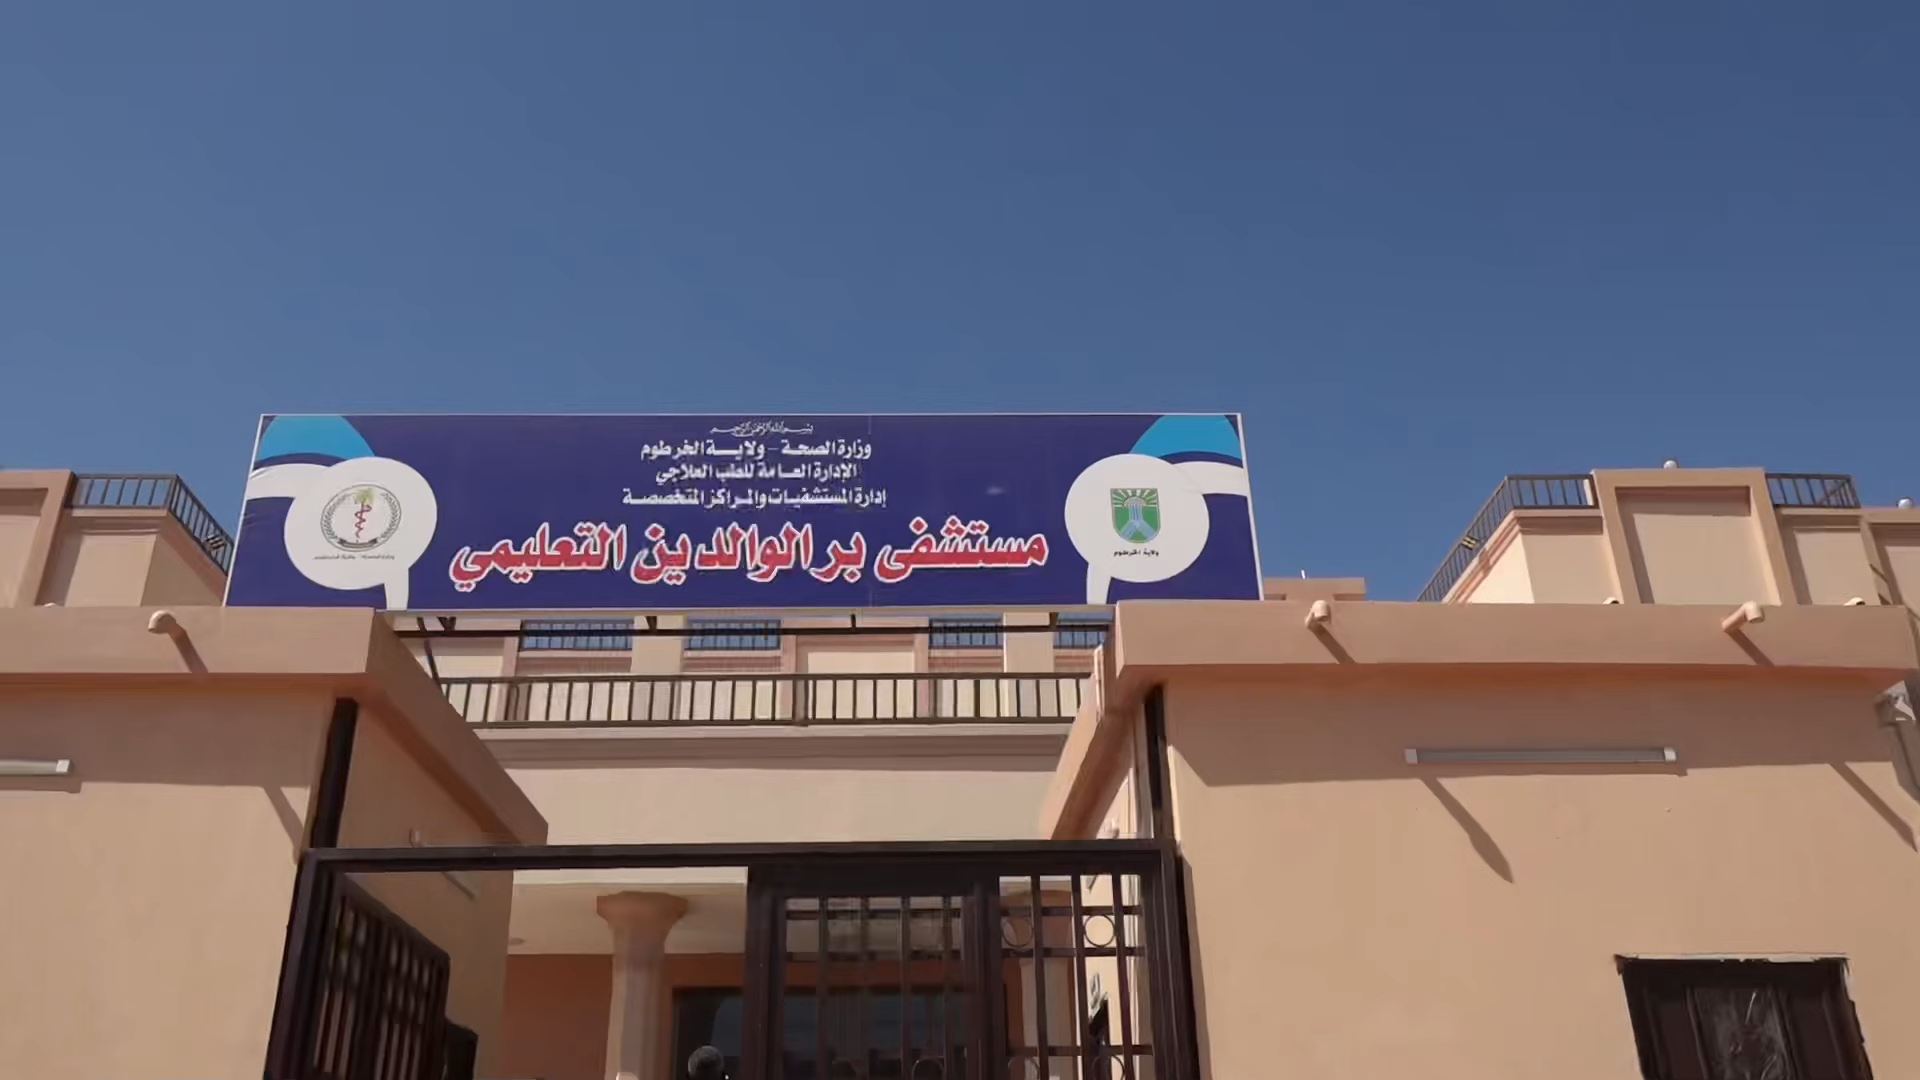 بسم الله الرحمن الرحيم
وزارة الصحة - ولاية الخرطوم
الإدارة العامة للطب العلاجي
إدارة المستشفيات والمراكز المتخصصة
مستشفى بر الوالدين التعليمي
ولاية الخرطوم